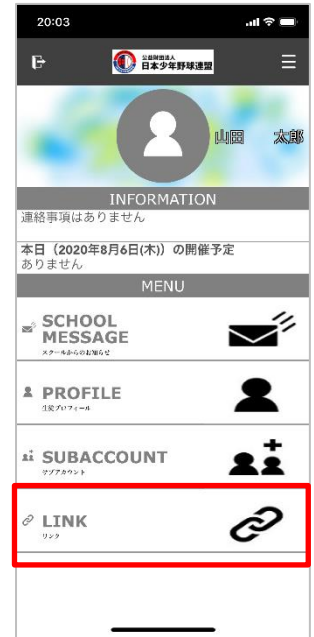 20:03
公益財団法人
日本少年野球連盟
山田 太郎
INFORMATION
連絡事項はありません
本日（2020年8月6日(木)）の開催予定
ありません
MENU
SCHOOL
MESSAGE
スクールからのお知らせ
PROFILE
生徒プロフィール
SUBACCOUNT
サブアカウント
LINK
リンク